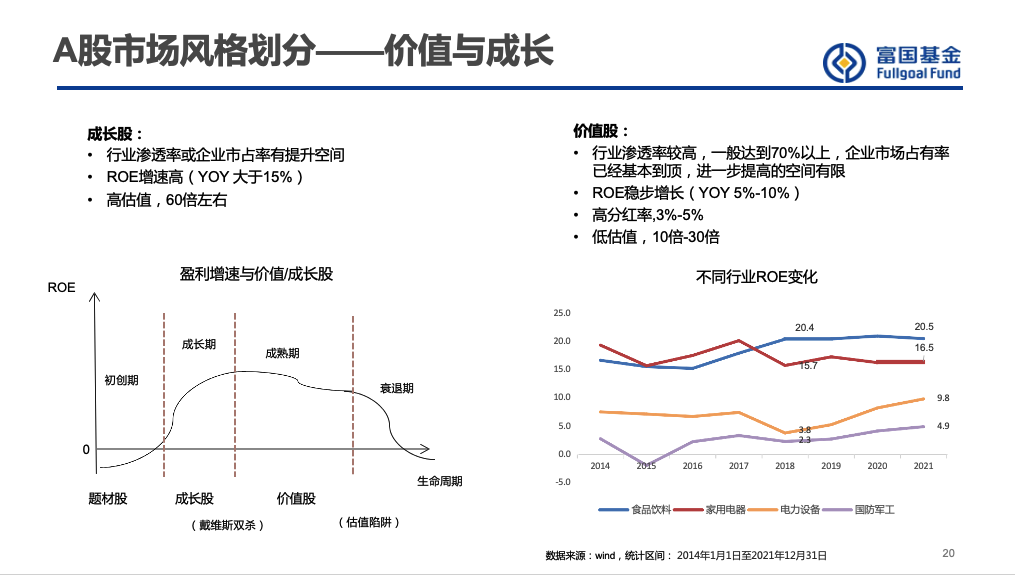 A股市场风格划分——价值与成长
富国基金
Fullgoal Fund
成长股：
• 行业渗透率或企业市占率有提升空间
• ROE增速高（YOY 大于15%）
• 高估值，60倍左右
价值股：
• 行业渗透率较高，一般达到70%以上，企业市场占有率
已经基本到顶，进一步提高的空间有限
• ROE稳步增长（YOY 5%-10%）
• 高分红率,3%-5%
• 低估值，10倍-30倍
盈利增速与价值/成长股
ROE
成长期
成熟期
初创期
衰退期
0
生命周期
题材股
成长股
价值股
（戴维斯双杀）
（估值陷阱）
不同行业ROE变化
25.0
20.0
15.0
10.0
5.0
0.0
-5.0
20.4
20.5
16.5
15.7
9.8
3.8
4.9
2.3
2014 2015 2016 2017 2018 2019 2020 2021
食品饮料 家用电器 电力设备 国防军工
数据来源：wind，统计区间： 2014年1月1日至2021年12月31日
20